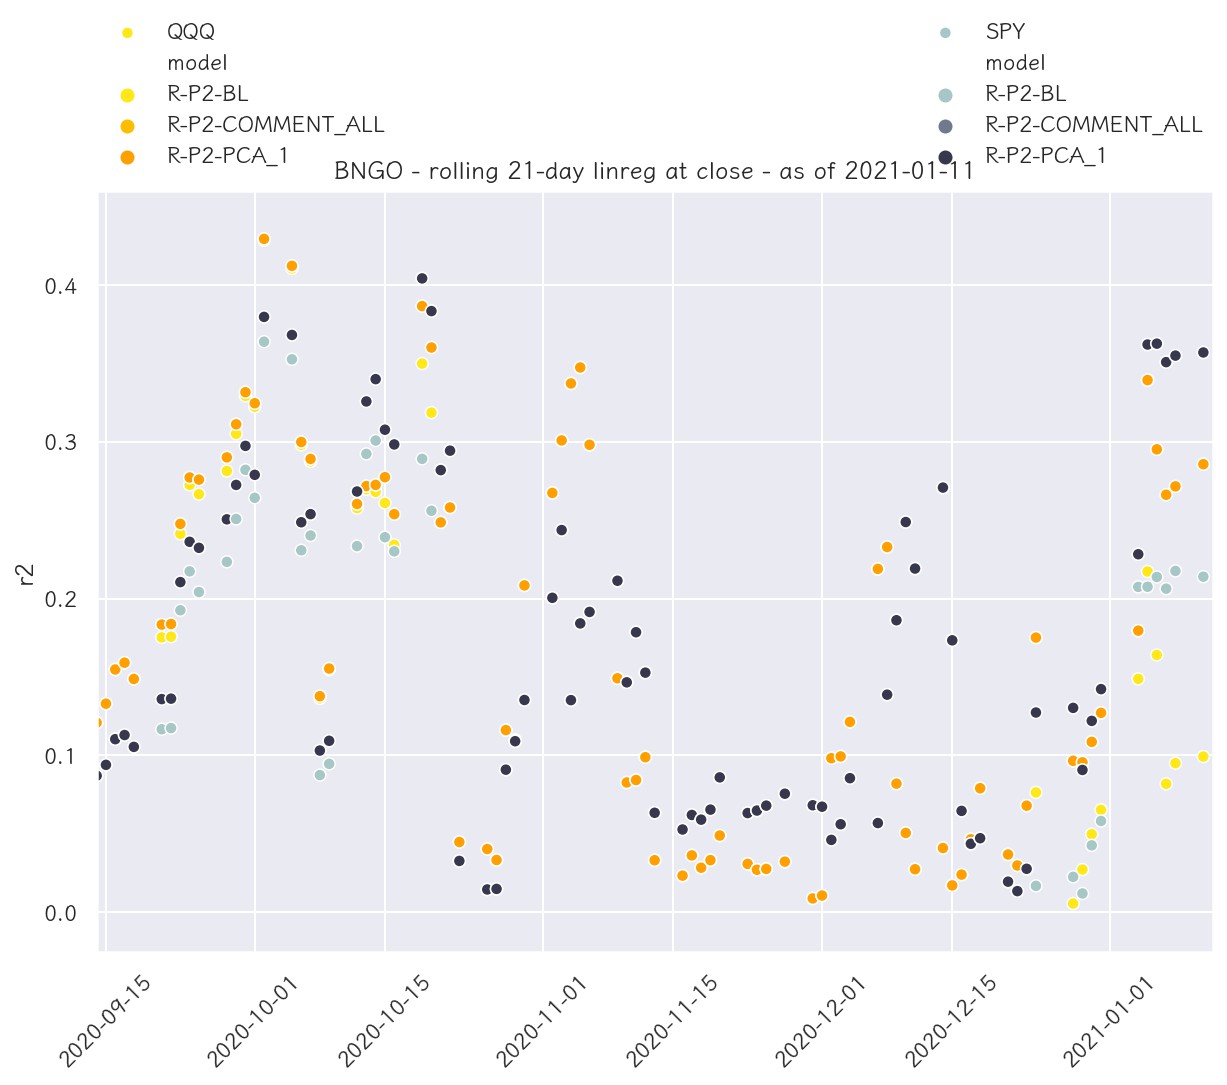 QQQ
model
R-P2-BL
R-P2-COMMENT_ALL
R-P2-PCA_1
SPY
model
R-P2-BL
R-P2-COMMENT_ALL
R-P2-PCA_1
BNGO - rolling 21-day linreg at close - as of 2021-01-11
r2
0.4
0.3
0.2
0.1
0.0
2020-09-15
2020-10-01
2020-10-15
2020-11-01
2020-11-15
2020-12-01
2020-12-15
2021-01-01